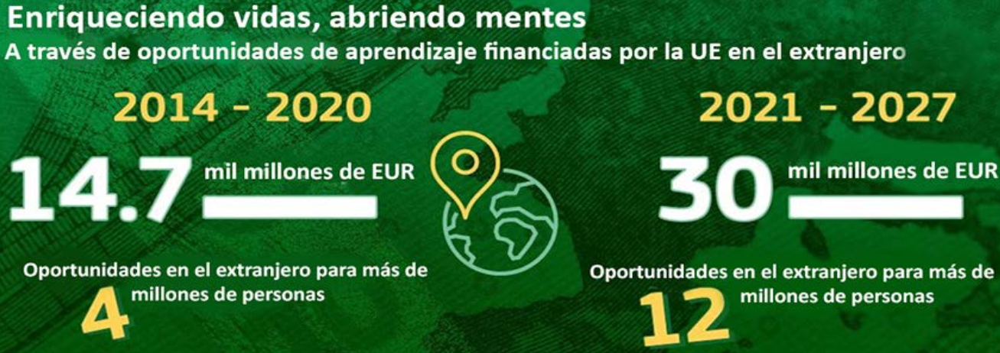 Enriqueciendo vidas, abriendo mentes
A través de oportunidades de aprendizaje financiadas por la UE en el extranjero
2014 - 2020
14.7 mil millones de EUR
Oportunidades en el extranjero para más de
4 millones de personas
2021 - 2027
30 mil millones de EUR
Oportunidades en el extranjero para más de
12 millones de personas